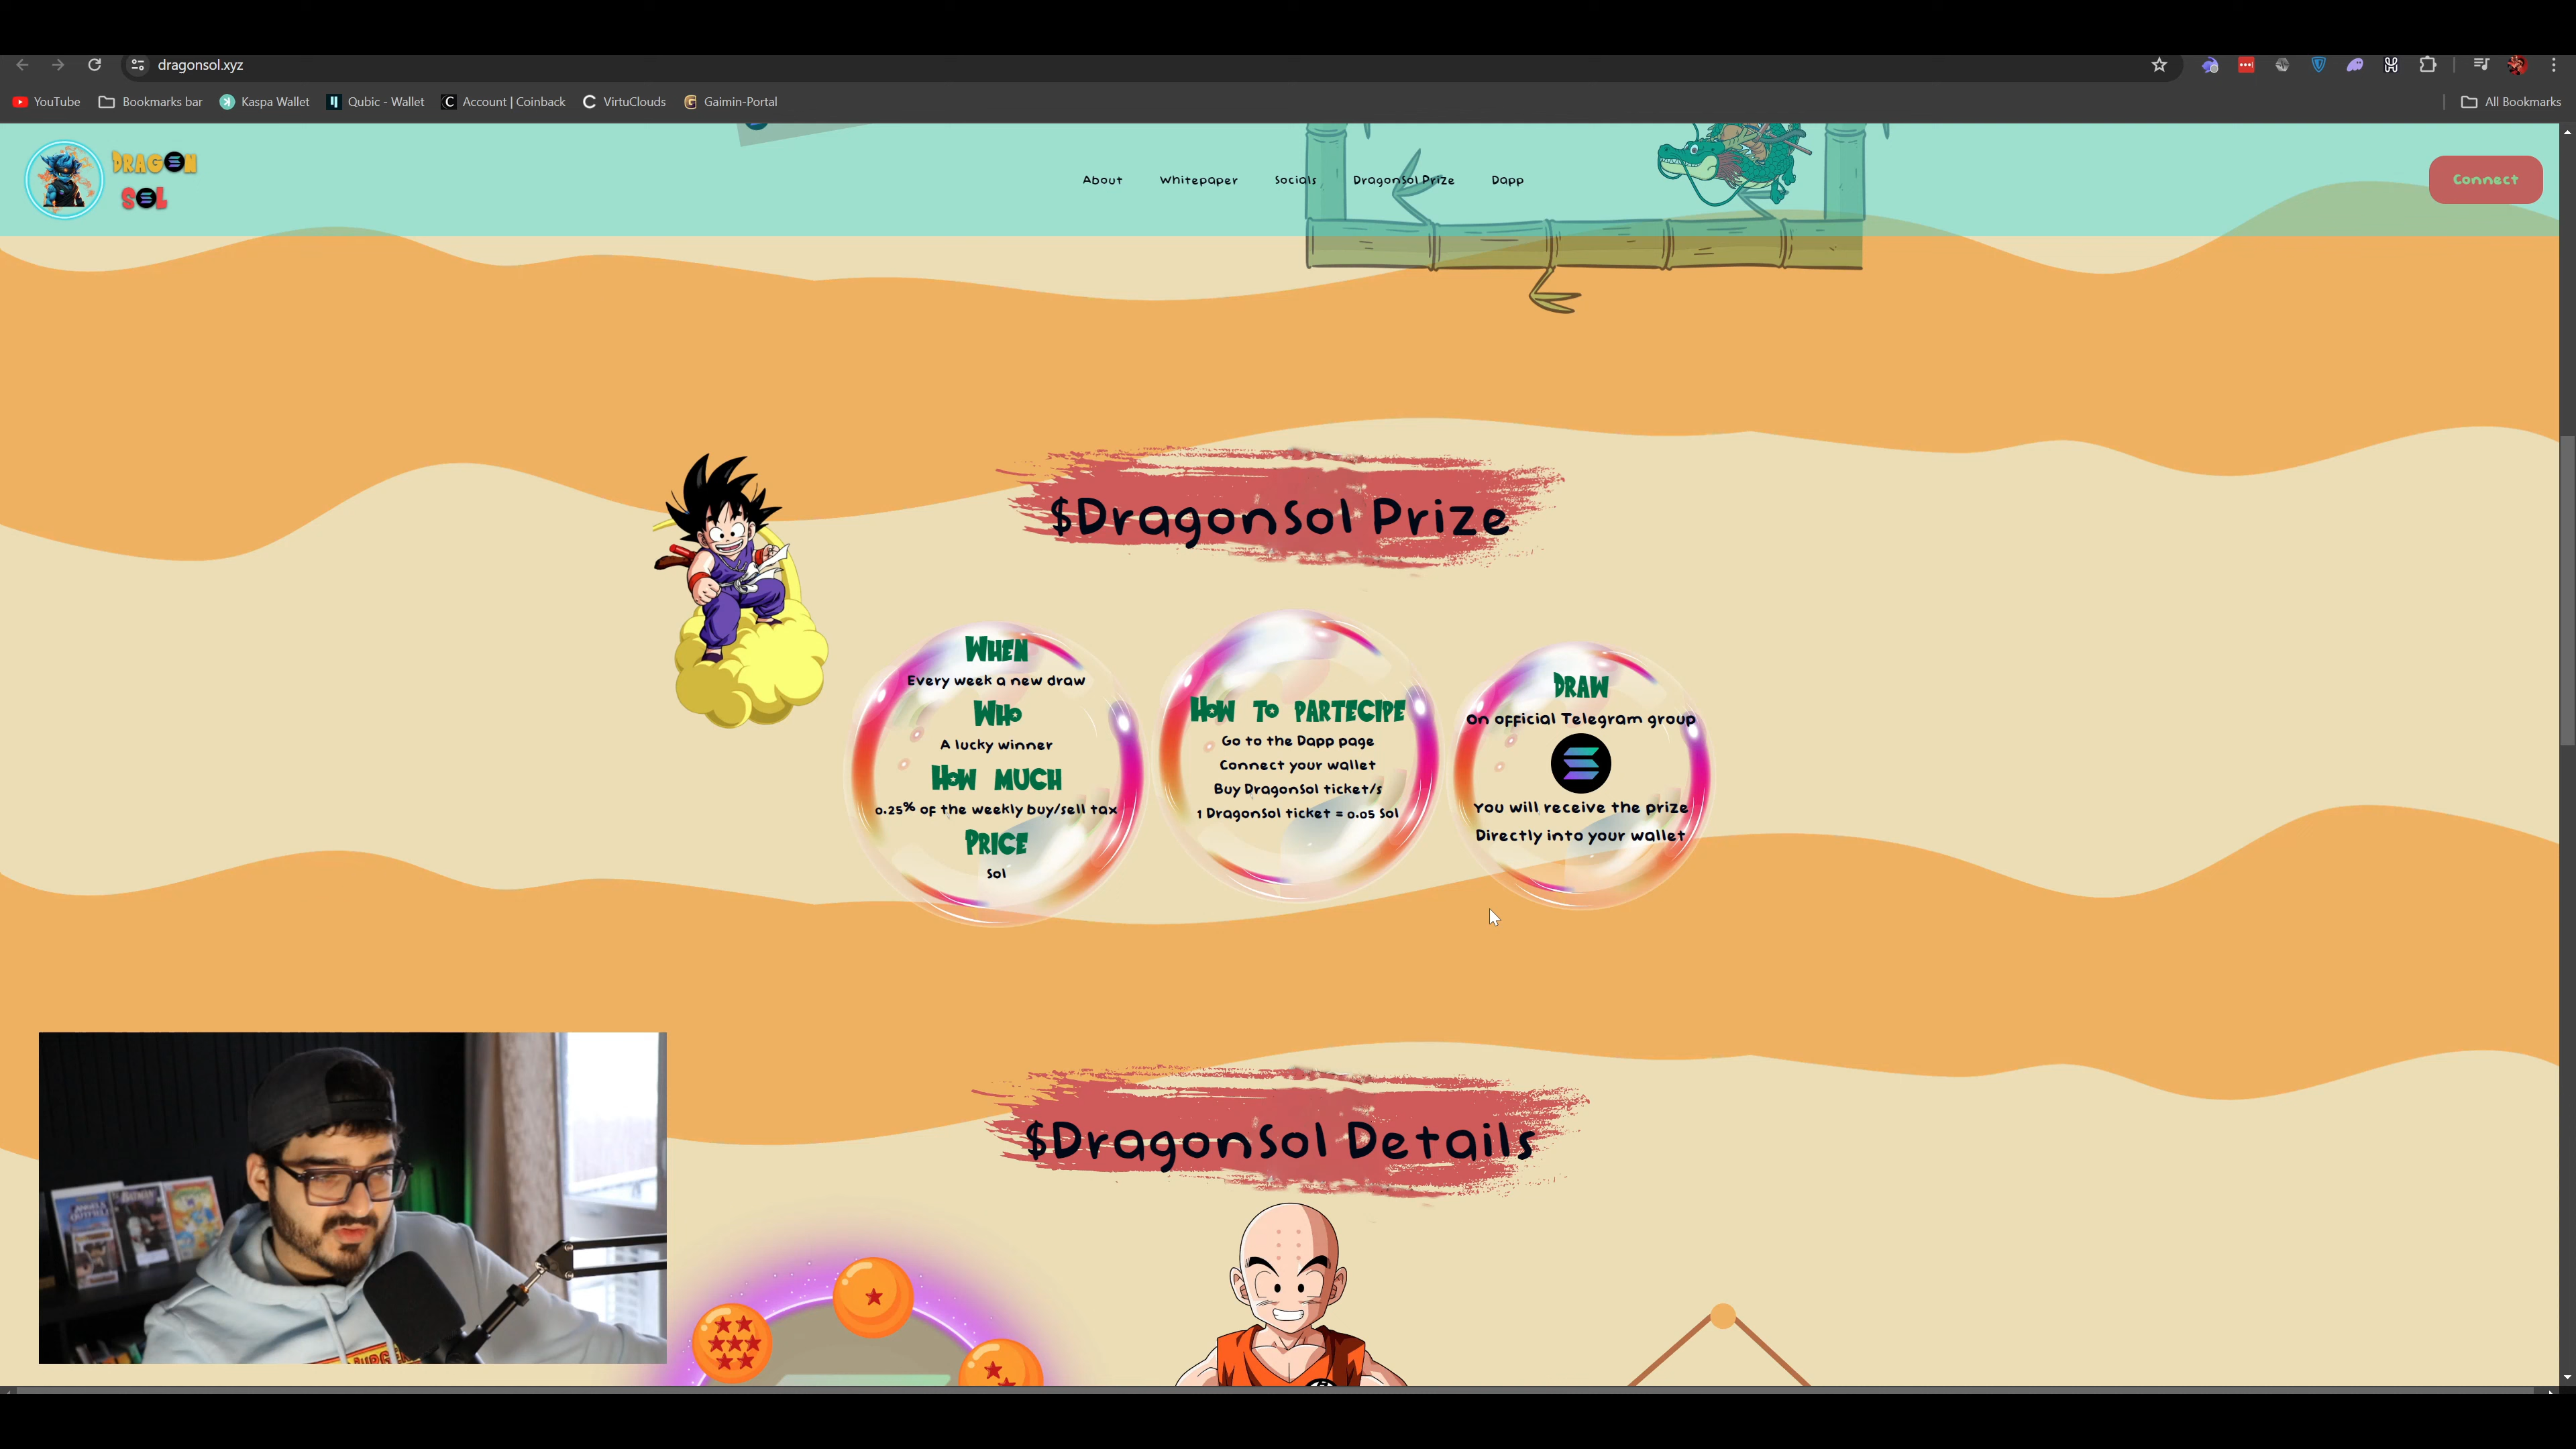 dragonsol.xyz
YouTube
Bookmarks bar
Kaspa Wallet
Qubic - Wallet
Account | Coinback
VirtuClouds
Gaimin-Portal
All Bookmarks
DRAGON
SOL
About
Whitepaper
Socials
DragonSol Prize
Dapp
Connect
$DragonSol Prize
WHEN
Every week a new draw
WHO
A lucky winner
HOW MUCH
0.25% of the weekly buy/sell tax
PRICE
Sol
HOW TO PARTECIPE
Go to the Dapp page
Connect your wallet
Buy DragonSol ticket/s
1 DragonSol ticket = 0.05 Sol
DRAW
On official Telegram group
You will receive the prize
Directly into your wallet
$DragonSol Details